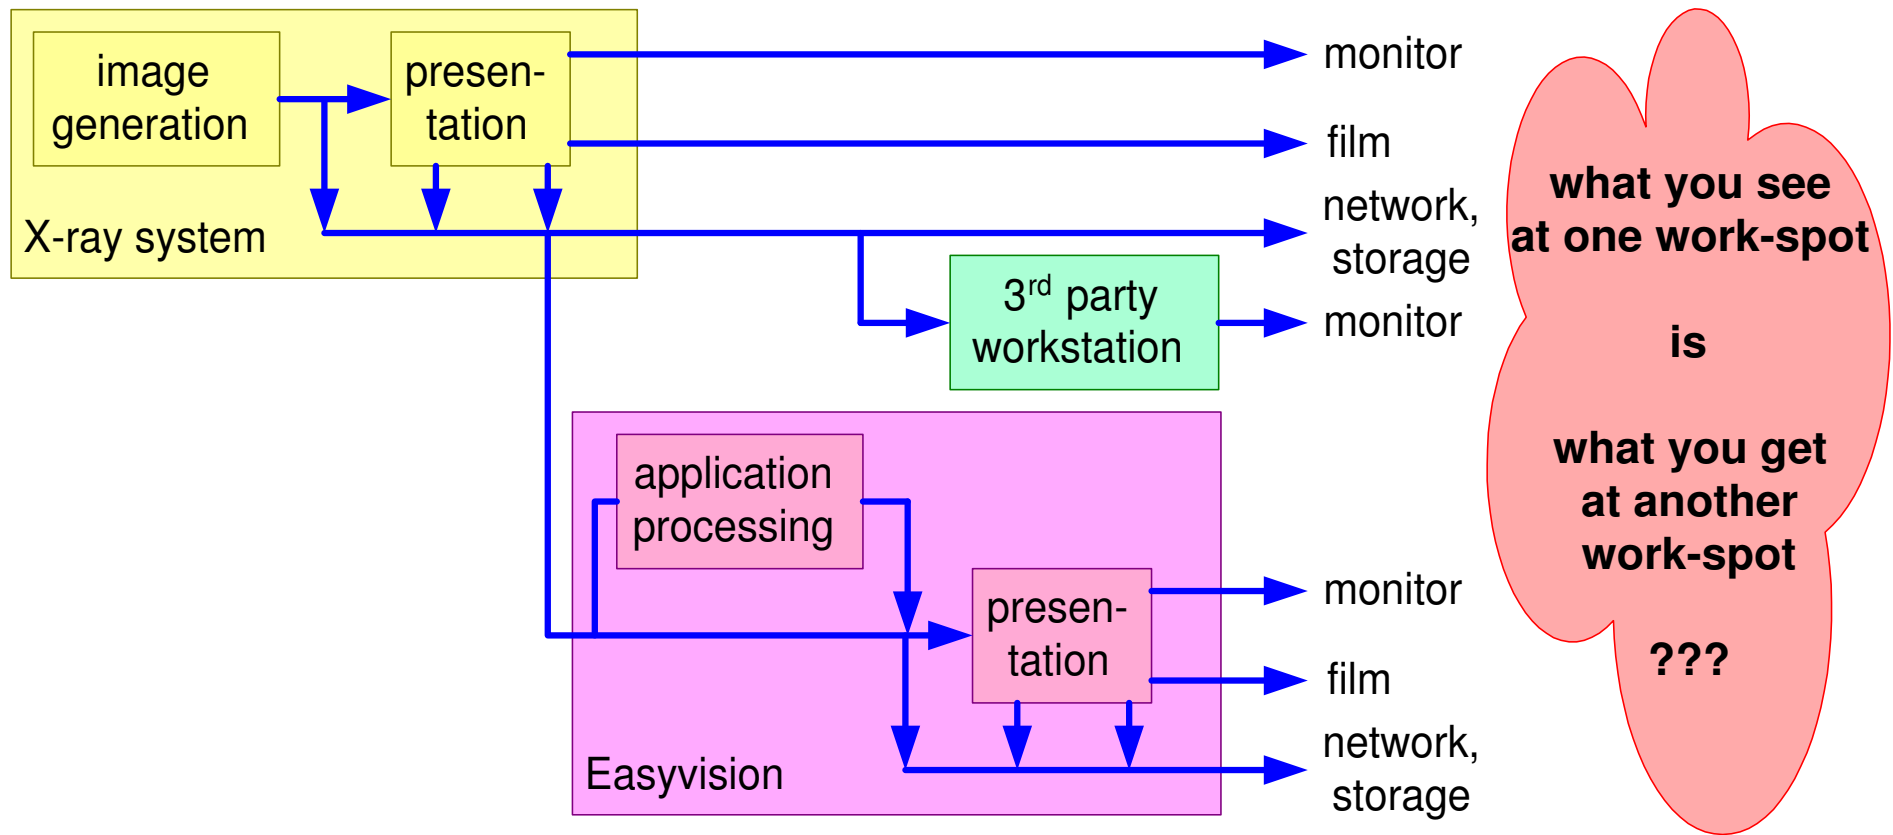 image
generation
presen-
tation
X-ray system
monitor
film
network,
storage
3rd party
workstation
monitor
application
processing
presen-
tation
Easyvision
monitor
film
network,
storage
what you see
at one work-spot
is
what you get
at another
work-spot
???